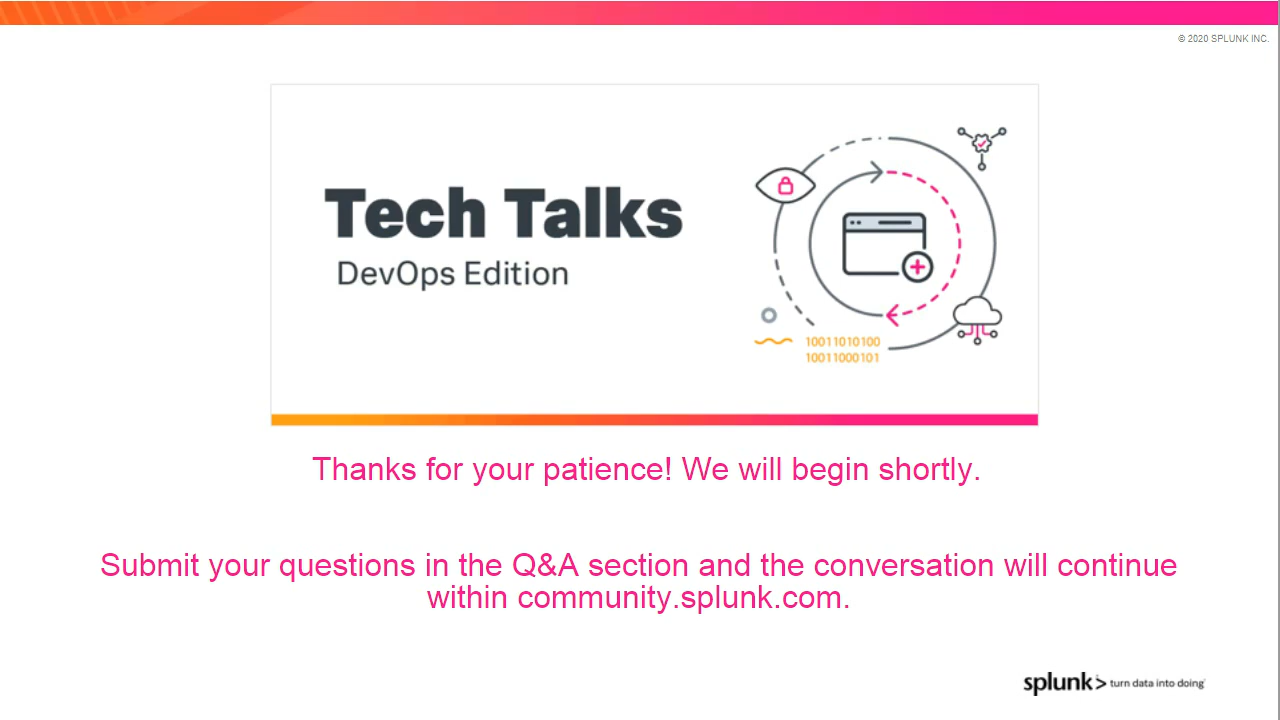 © 2020 SPLUNK INC.
Tech Talks
DevOps Edition
10011010100
10011000101
Thanks for your patience! We will begin shortly.
Submit your questions in the Q&A section and the conversation will continue
within community.splunk.com.
splunk> turn data into doing